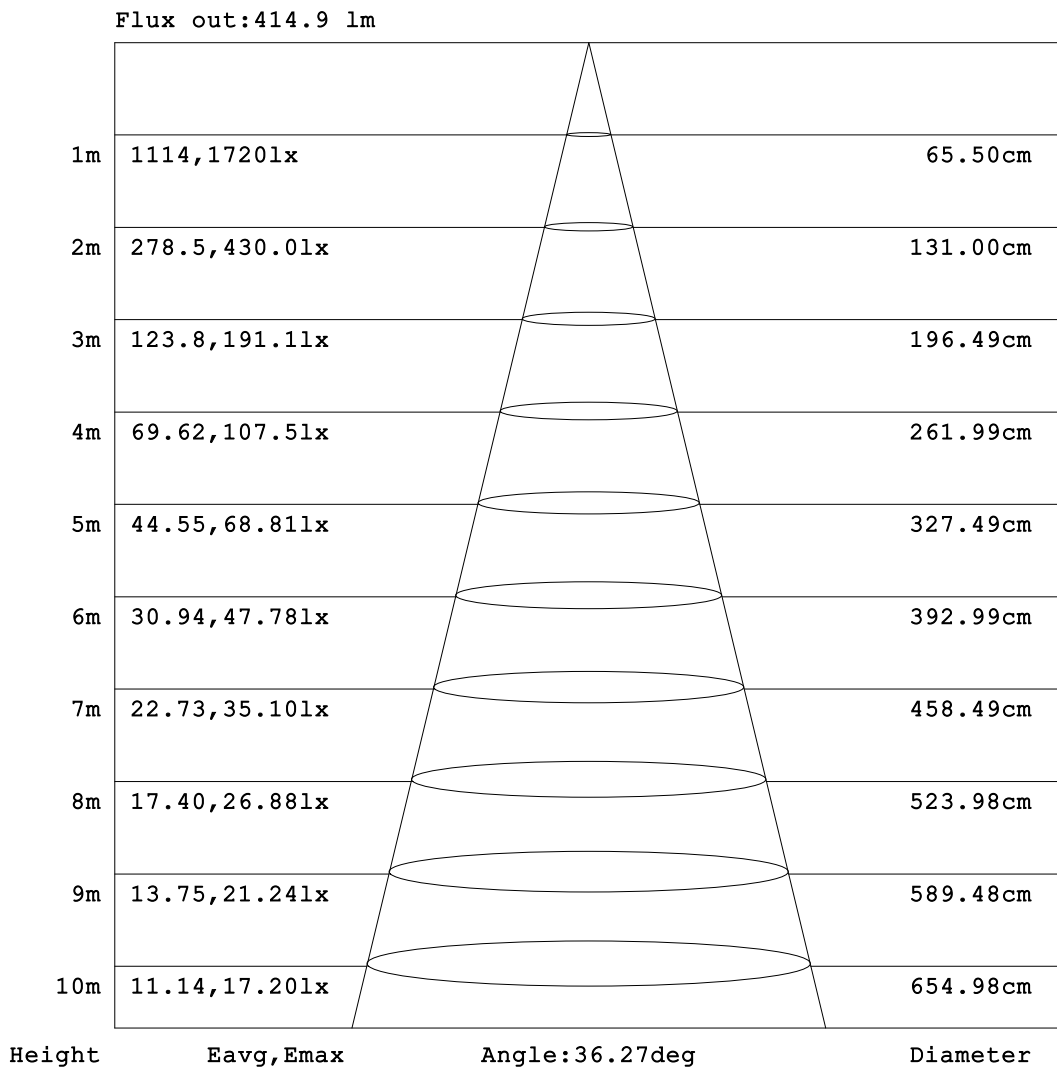 Flux out:414.9 lm
1m 1114,1720lx 65.50cm
2m 278.5,430.0lx 131.00cm
3m 123.8,191.1lx 196.49cm
4m 69.62,107.5lx 261.99cm
5m 44.55,68.81lx 327.49cm
6m 30.94,47.78lx 392.99cm
7m 22.73,35.10lx 458.49cm
8m 17.40,26.88lx 523.98cm
9m 13.75,21.24lx 589.48cm
10m 11.14,17.20lx 654.98cm
Height Eavg,Emax Angle:36.27deg Diameter